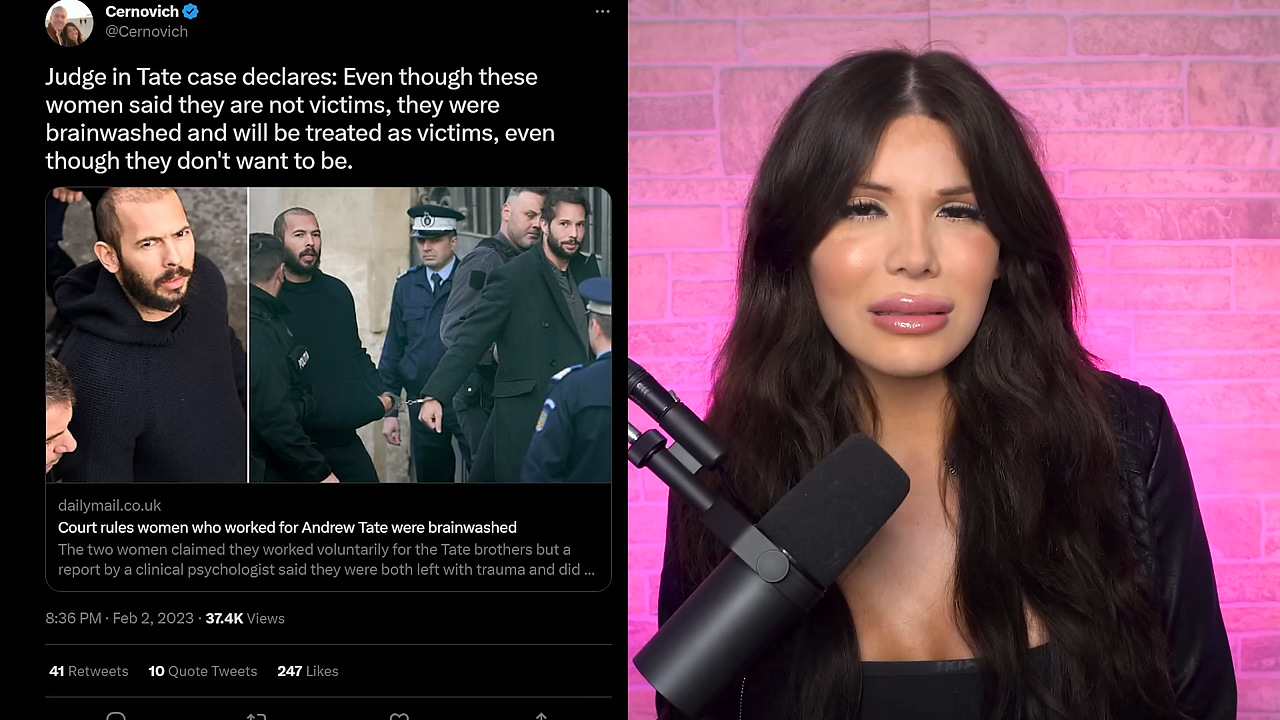 Cernovich
@Cernovich
Judge in Tate case declares: Even though these
women said they are not victims, they were
brainwashed and will be treated as victims, even
though they don't want to be.
dailymail.co.uk
Court rules women who worked for Andrew Tate were brainwashed
The two women claimed they worked voluntarily for the Tate brothers but a
report by a clinical psychologist said they were both left with trauma and did ...
8:36 PM · Feb 2, 2023 · 37.4K Views
41 Retweets 10 Quote Tweets 247 Likes